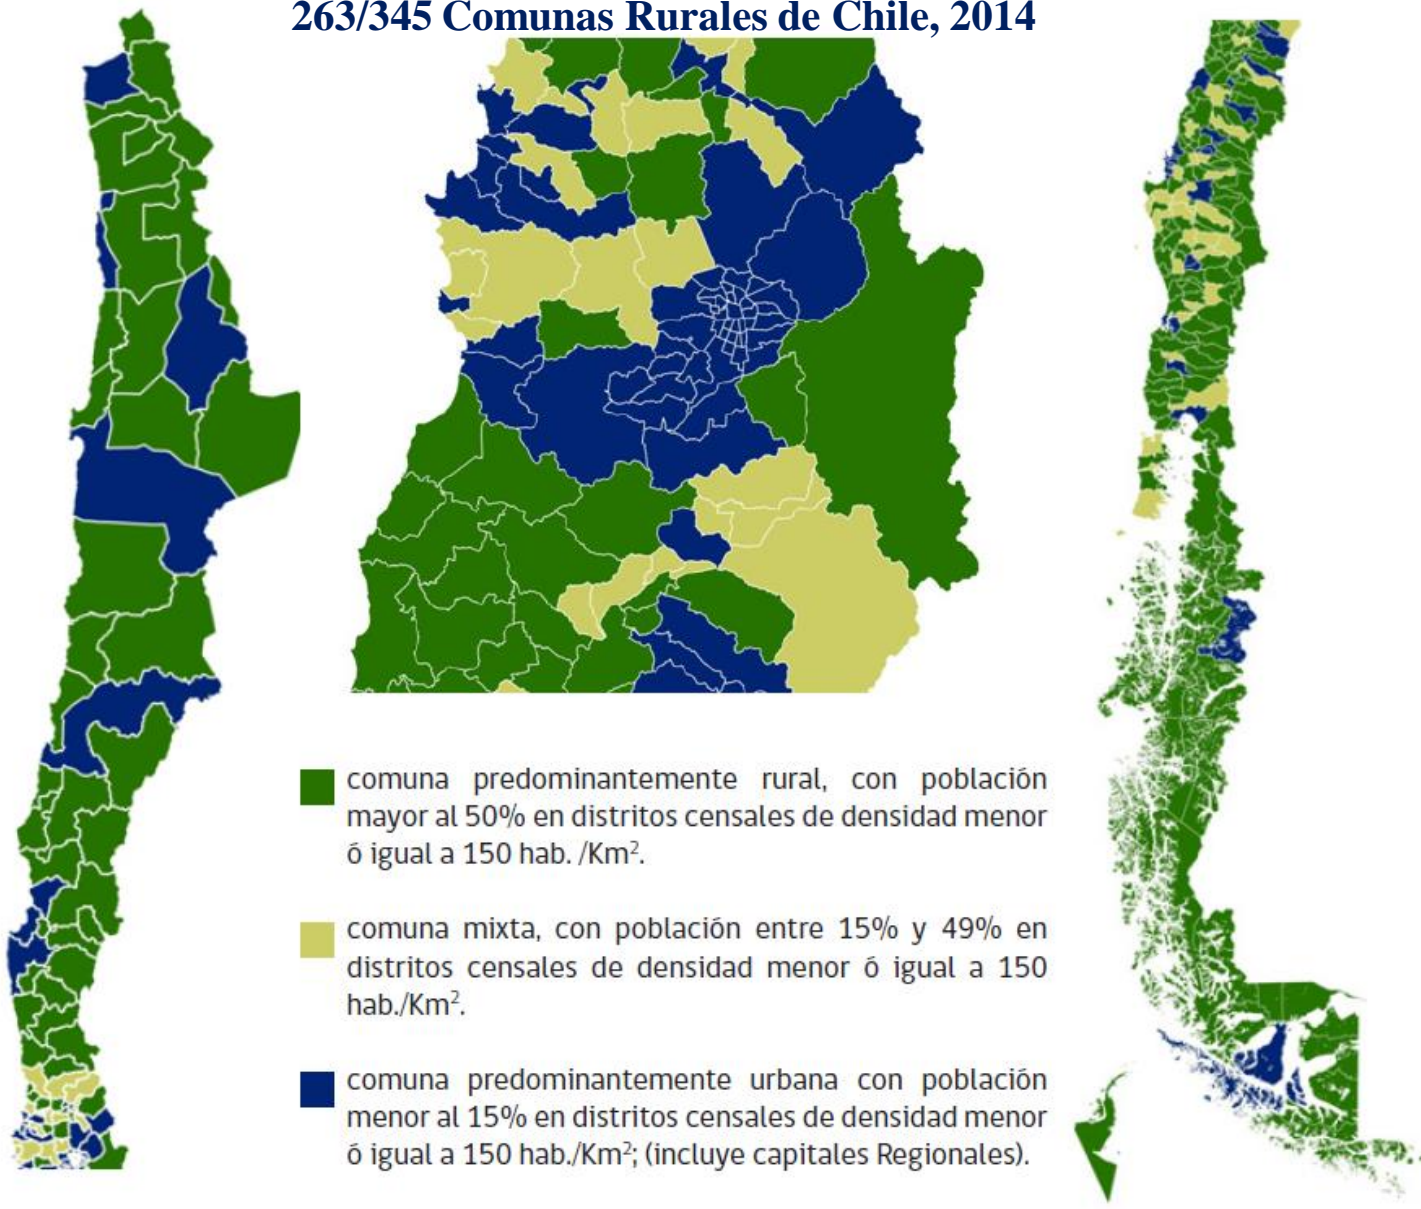 263/345 Comunas Rurales de Chile, 2014
comuna predominantemente rural, con población
mayor al 50% en distritos censales de densidad menor
ó igual a 150 hab. /Km².
comuna mixta, con población entre 15% y 49% en
distritos censales de densidad menor ó igual a 150
hab./Km².
comuna predominantemente urbana con población
menor al 15% en distritos censales de densidad menor
ó igual a 150 hab./Km²; (incluye capitales Regionales).